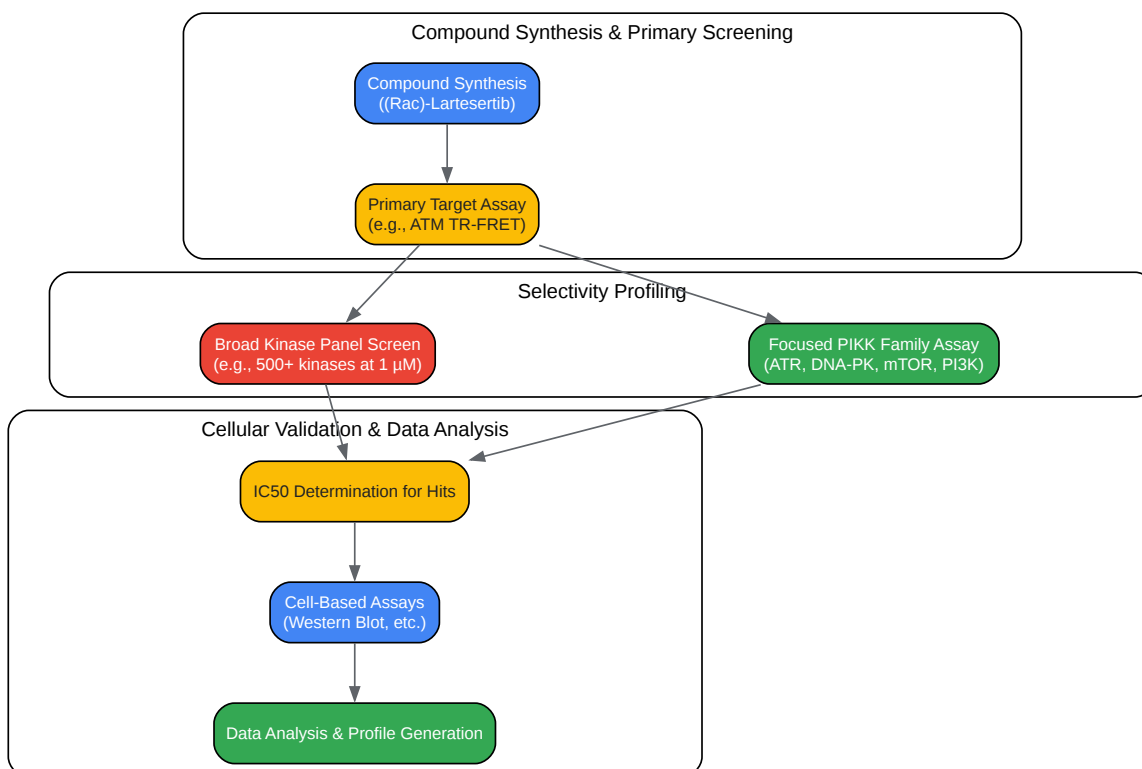 Compound Synthesis & Primary Screening
Compound Synthesis
((Rac)-Lartesertib)
Primary Target Assay
(e.g., ATM TR-FRET)
Selectivity Profiling
Broad Kinase Panel Screen
(e.g., 500+ kinases at 1 µM)
Focused PIKK Family Assay
(ATR, DNA-PK, mTOR, PI3K)
Cellular Validation & Data Analysis
IC50 Determination for Hits
Cell-Based Assays
(Western Blot, etc.)
Data Analysis & Profile Generation